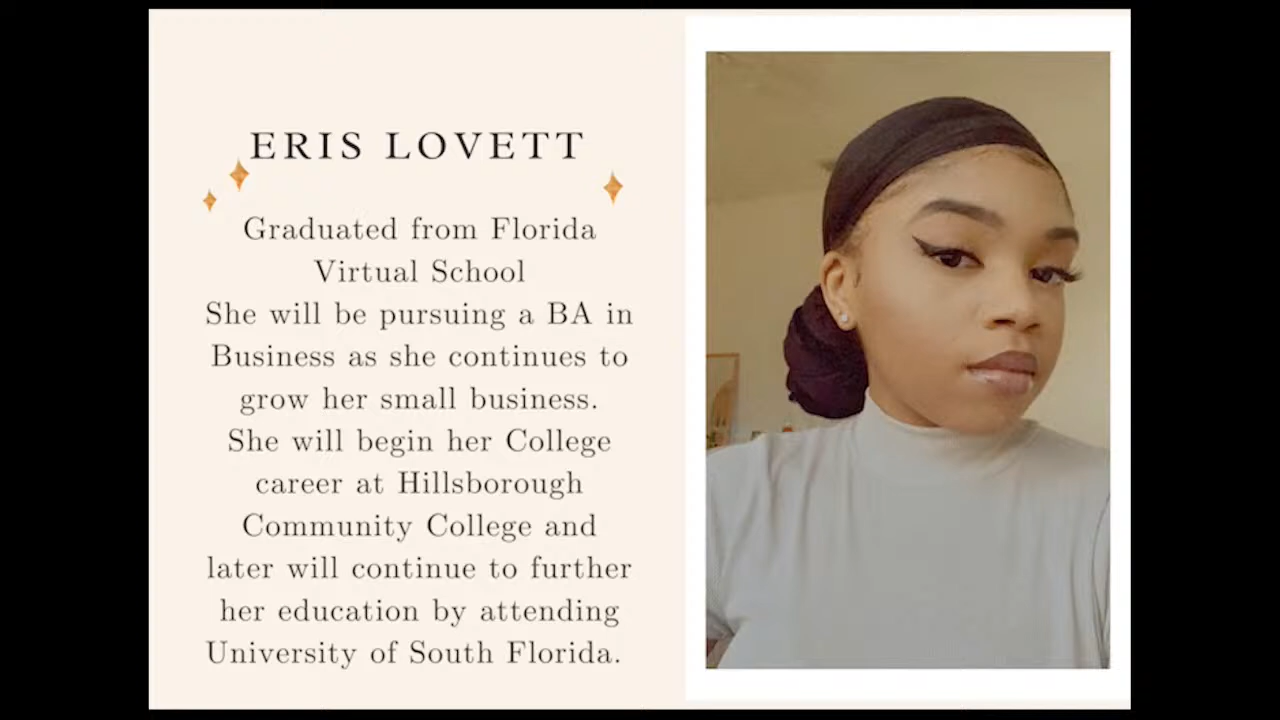 ERIS LOVETT
Graduated from Florida
Virtual School
She will be pursuing a BA in
Business as she continues to
grow her small business.
She will begin her College
career at Hillsborough
Community College and
later will continue to further
her education by attending
University of South Florida.